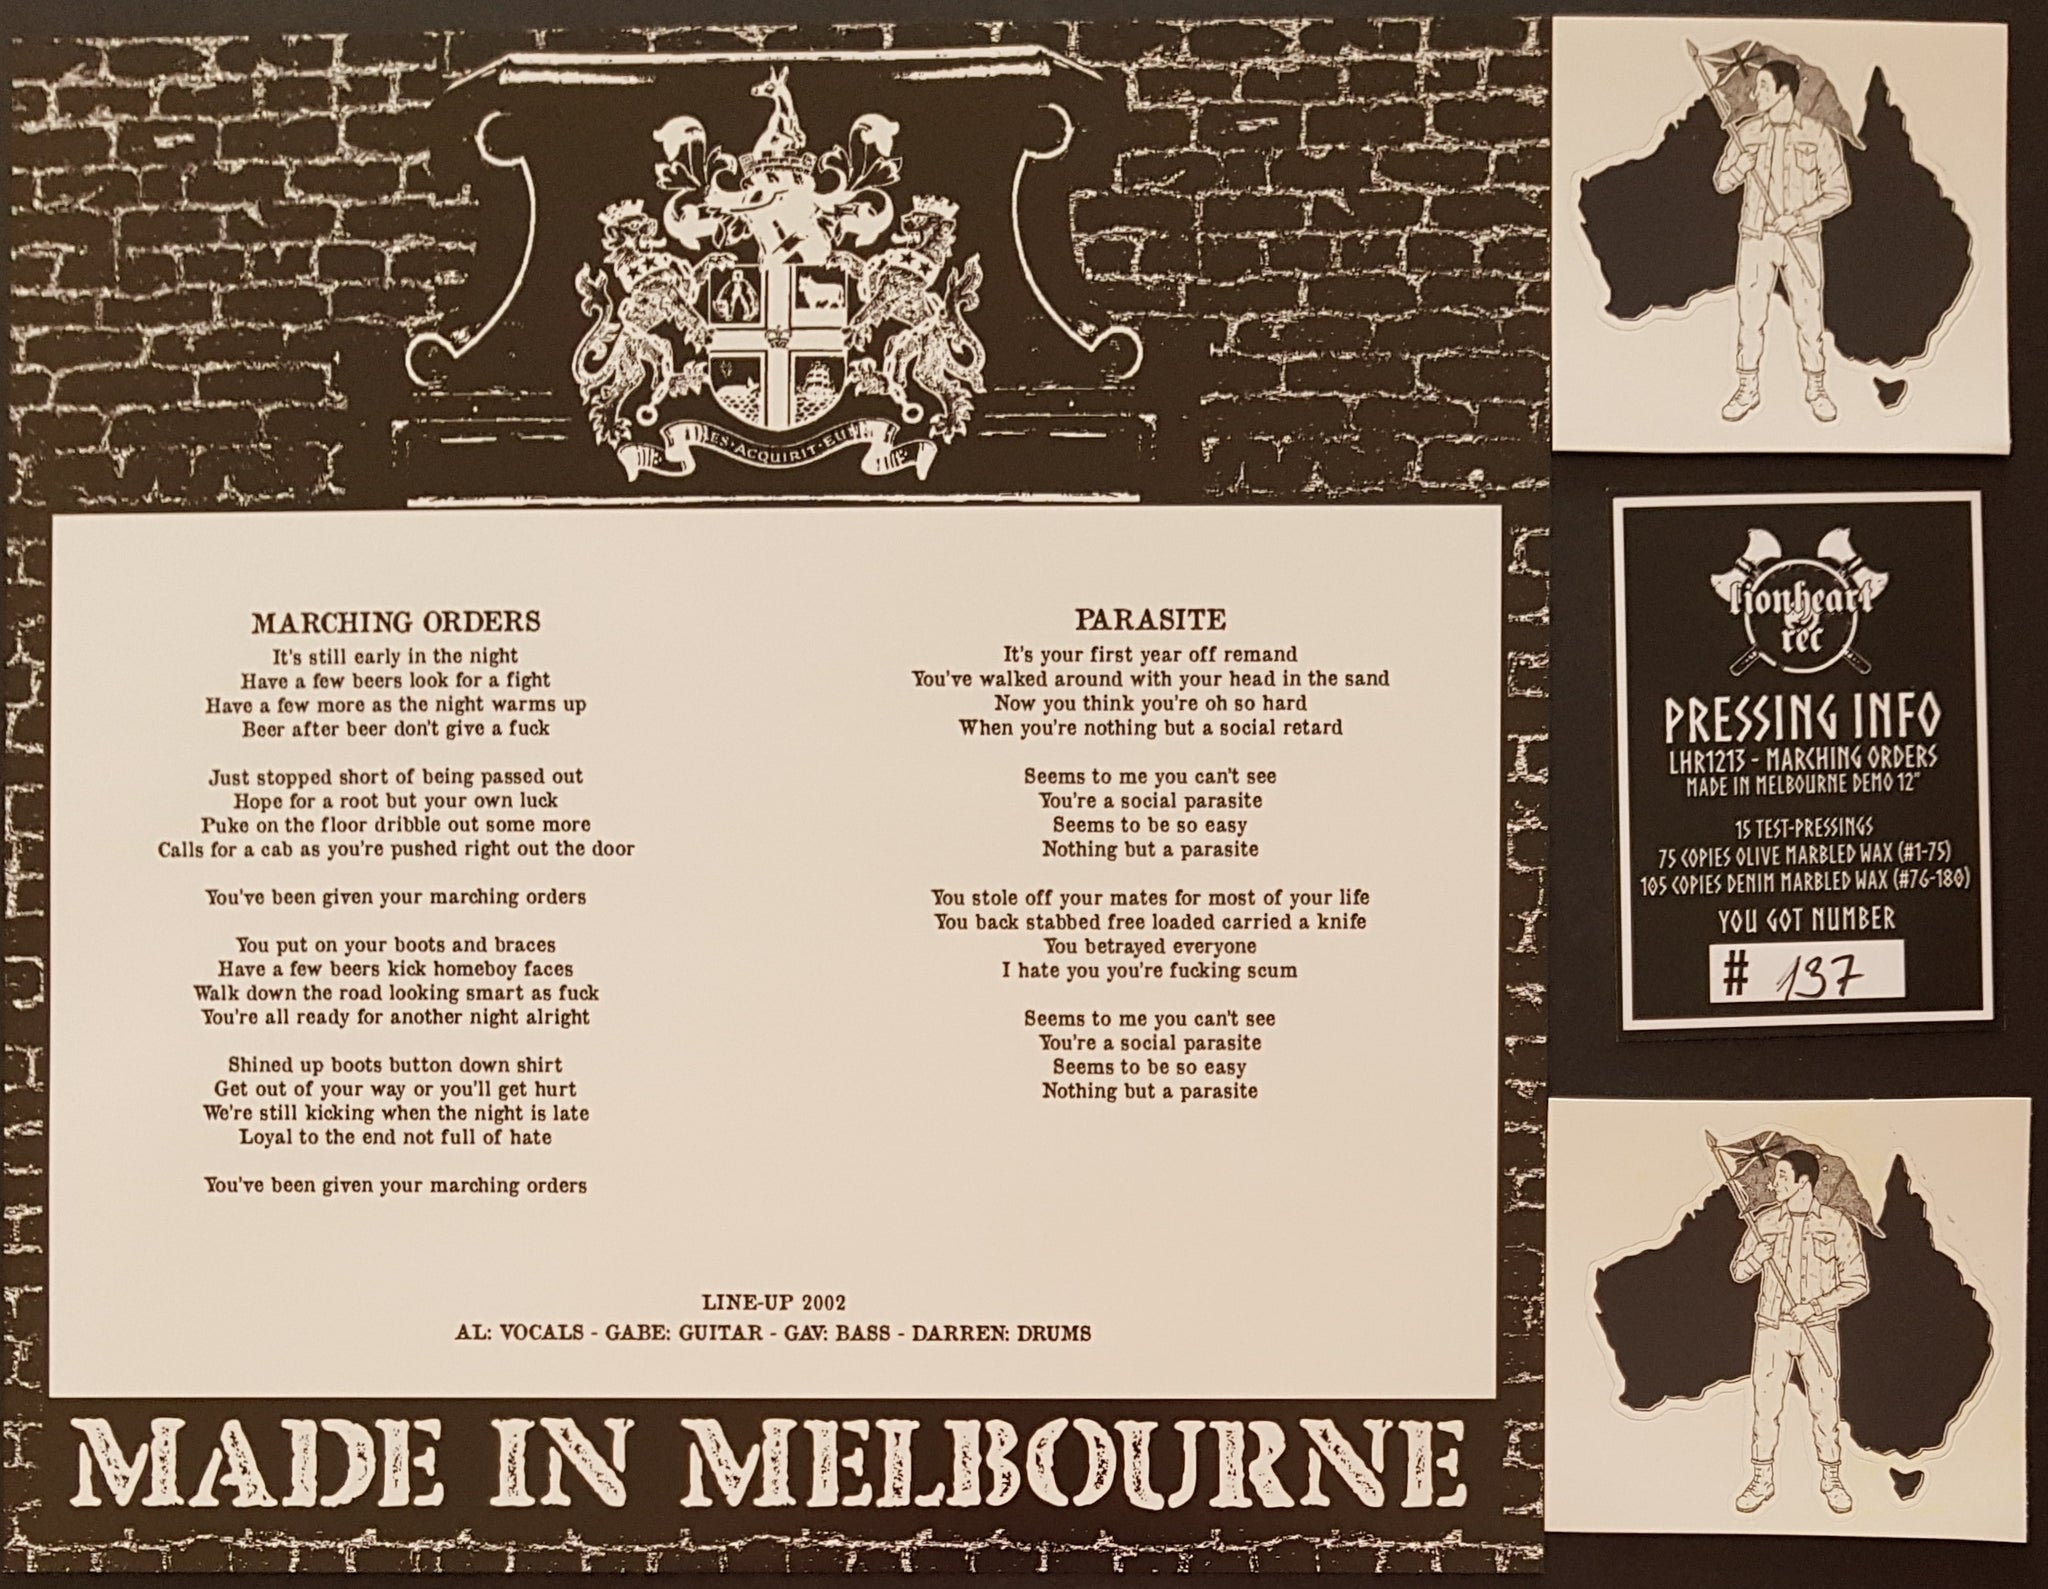 ES · ACQUIRIT · EU
MARCHING ORDERS
It's still early in the night
Have a few beers look for a fight
Have a few more as the night warms up
Beer after beer don't give a fuck
Just stopped short of being passed out
Hope for a root but your own luck
Puke on the floor dribble out some more
Calls for a cab as you're pushed right out the door
You've been given your marching orders
You put on your boots and braces
Have a few beers kick homeboy faces
Walk down the road looking smart as fuck
You're all ready for another night alright
Shined up boots button down shirt
Get out of your way or you'll get hurt
We're still kicking when the night is late
Loyal to the end not full of hate
You've been given your marching orders
PARASITE
It's your first year off remand
You've walked around with your head in the sand
Now you think you're oh so hard
When you're nothing but a social retard
Seems to me you can't see
You're a social parasite
Seems to be so easy
Nothing but a parasite
You stole off your mates for most of your life
You back stabbed free loaded carried a knife
You betrayed everyone
I hate you you're fucking scum
Seems to me you can't see
You're a social parasite
Seems to be so easy
Nothing but a parasite
LINE-UP 2002
AL: VOCALS - GABE: GUITAR - GAV: BASS - DARREN: DRUMS
MADE IN MELBOURNE
lionheart
rec
PRESSING INFO
LHR1213 - MARCHING ORDERS
MADE IN MELBOURNE DEMO 12"
15 TEST-PRESSINGS
75 COPIES OLIVE MARBLED WAX (#1-75)
105 COPIES DENIM MARBLED WAX (#76-180)
YOU GOT NUMBER
# 137